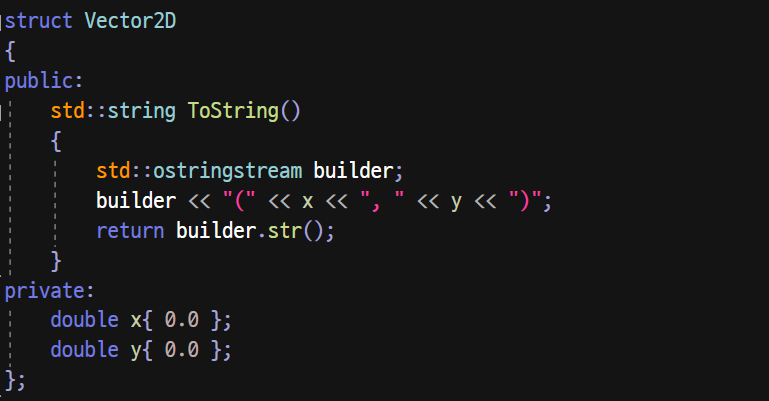 struct Vector2D
{
public:
    std::string ToString()
    {
        std::ostringstream builder;
        builder << "(" << x << ", " << y << ")";
        return builder.str();
    }
private:
    double x{ 0.0 };
    double y{ 0.0 };
};